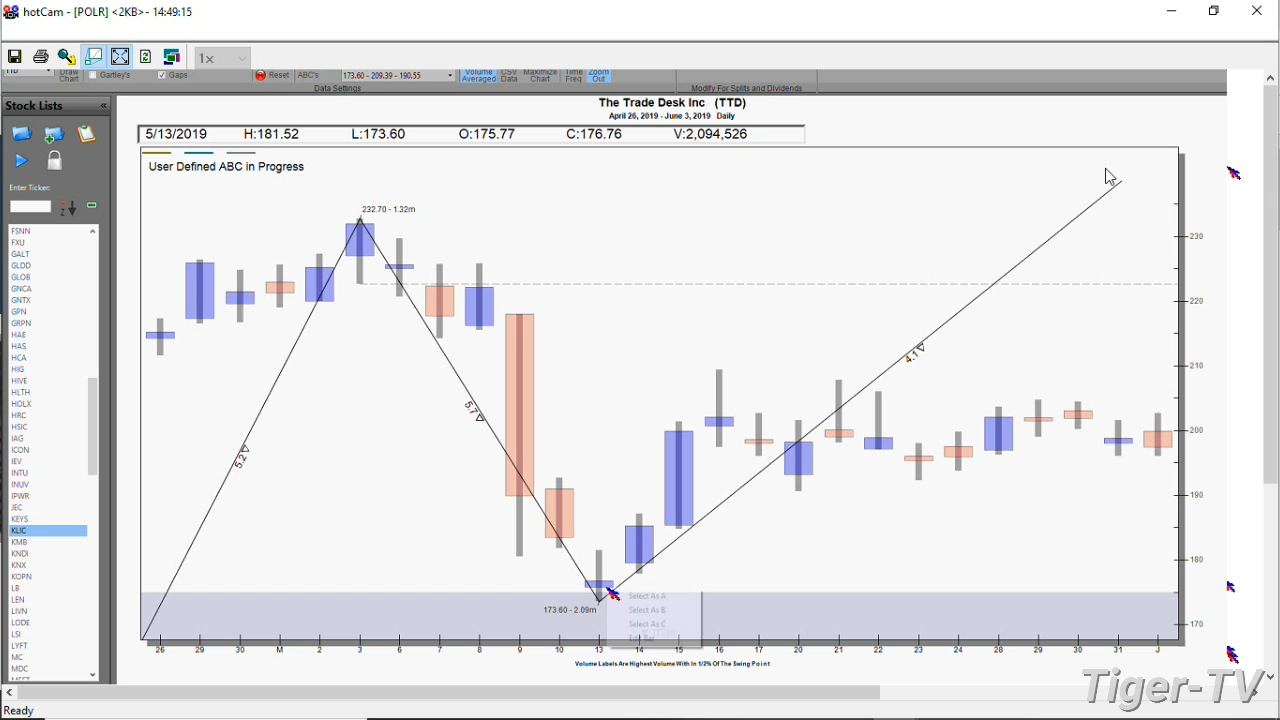 hotCam - [POLR] <2KB> - 14:49:15
1x
TTD Draw Chart Gartley's Gaps Reset ABC's 173.60 - 209.39 - 190.55 Volume Averaged CSV Data Maximize Chart Time Freq Zoom Out
Data Settings Modify For Splits and Dividends
Stock Lists «
The Trade Desk Inc (TTD)
April 26, 2019 - June 3, 2019 Daily
5/13/2019 H:181.52 L:173.60 O:175.77 C:176.76 V:2,094,526
User Defined ABC in Progress
Enter Ticker:
FSNN
FXU
GALT
GLDD
GLOB
GNCA
GNTX
GPN
GRPN
HAE
HAS
HCA
HIG
HIVE
HLTH
HOLX
HRC
HSIC
IAG
ICON
IEV
INTU
INUV
IPWR
JEC
KEYS
KLIC
KMB
KNDI
KNX
KOPN
LB
LEN
LIVN
LODE
LSI
LYFT
MC
MDC
232.70 - 1.32m
5.2
5.7
4.1
173.60 - 2.09m
Select As A
Select As B
Select As C
230
220
210
200
190
180
170
26 29 30 M 2 3 6 7 8 9 10 13 14 15 16 17 20 21 22 23 24 28 29 30 31 J
Volume Labels Are Highest Volume With In 1/2% Of The Swing Point
Tiger-TV
Ready